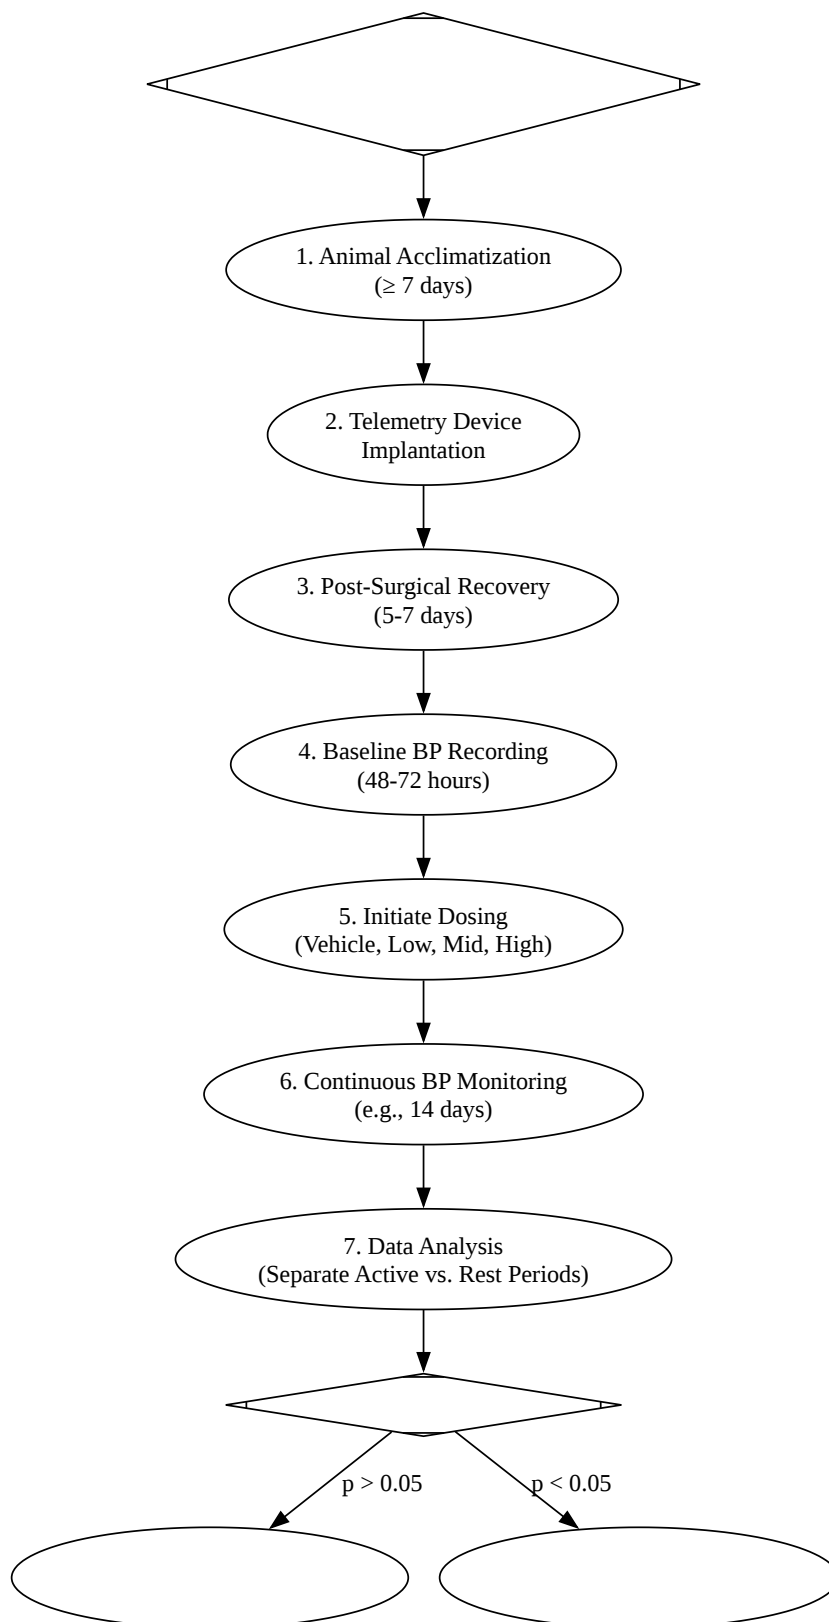 1. Animal Acclimatization
(≥ 7 days)
2. Telemetry Device
Implantation
3. Post-Surgical Recovery
(5-7 days)
4. Baseline BP Recording
(48-72 hours)
5. Initiate Dosing
(Vehicle, Low, Mid, High)
6. Continuous BP Monitoring
(e.g., 14 days)
7. Data Analysis
(Separate Active vs. Rest Periods)
p > 0.05
p < 0.05